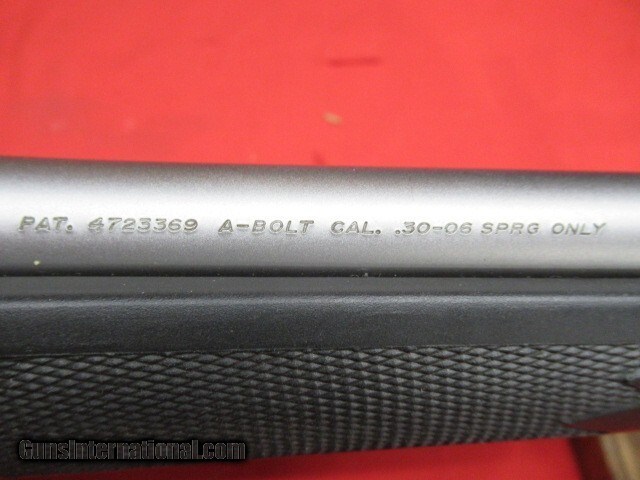 PAT. 4723369 A-BOLT CAL. .30-06 SPRG ONLY
GunsInternational.com